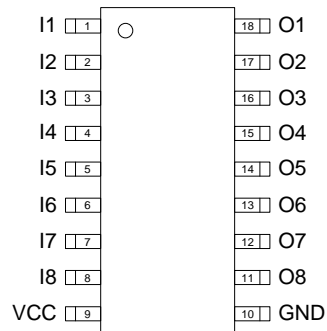 I1 1 18 O1
I2 2 17 O2
I3 3 16 O3
I4 4 15 O4
I5 5 14 O5
I6 6 13 O6
I7 7 12 O7
I8 8 11 O8
VCC 9 10 GND